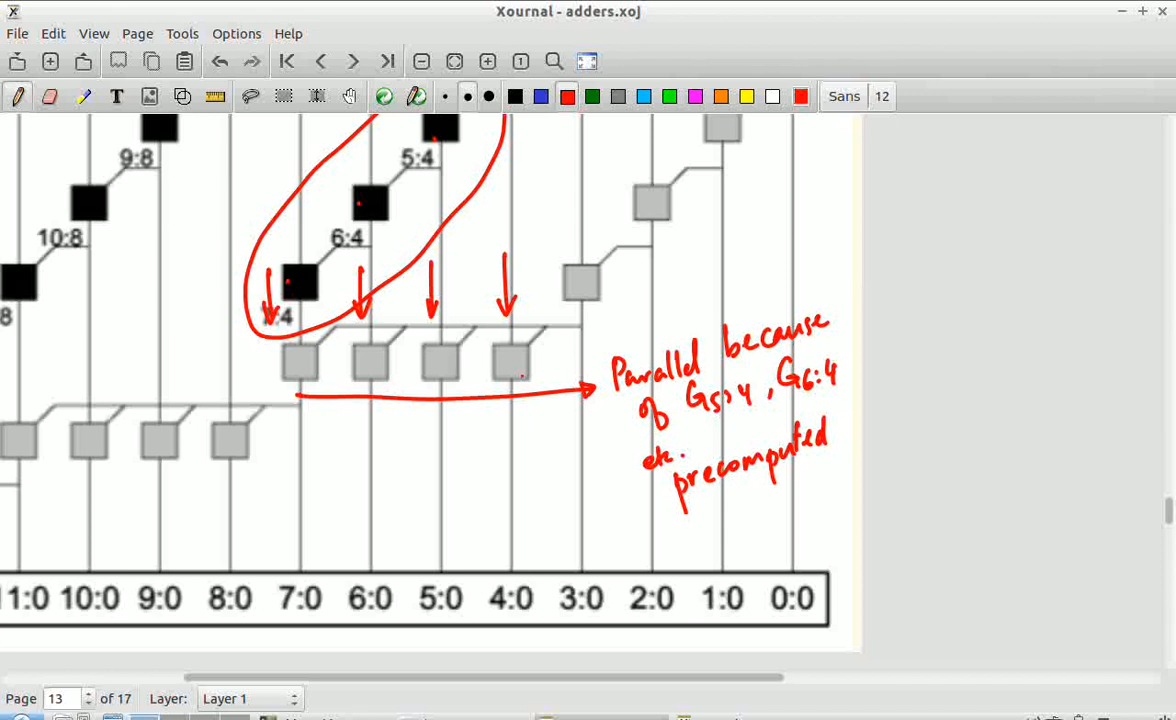 Xournal - adders.xoj
File Edit View Page Tools Options Help
Sans 12
9:8
5:4
10:8
6:4
8
:4
Parallel because
of G5:4, G6:4
etc.
precomputed
11:0 10:0 9:0 8:0 7:0 6:0 5:0 4:0 3:0 2:0 1:0 0:0
Page 13 of 17 Layer: Layer 1